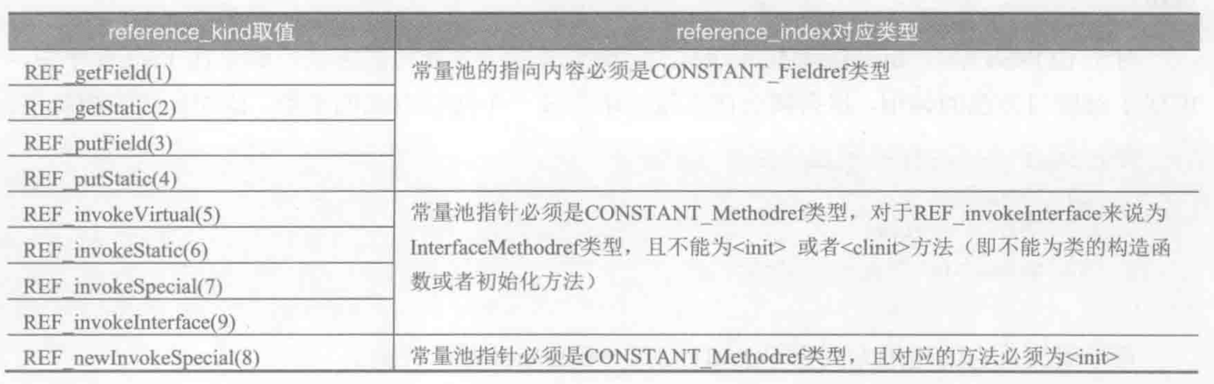 reference_kind取值 reference_index对应类型
REF_getField(1) 常量池的指向内容必须是CONSTANT_Fieldref类型
REF_getStatic(2)
REF_putField(3)
REF_putStatic(4)
REF_invokeVirtual(5) 常量池指针必须是CONSTANT_Methodref类型，对于REF_invokeInterface来说为
REF_invokeStatic(6) InterfaceMethodref类型，且不能为<init> 或者<clinit>方法（即不能为类的构造函
REF_invokeSpecial(7) 数或者初始化方法）
REF_invokeInterface(9)
REF_newInvokeSpecial(8) 常量池指针必须是CONSTANT_Methodref类型，且对应的方法必须为<init>